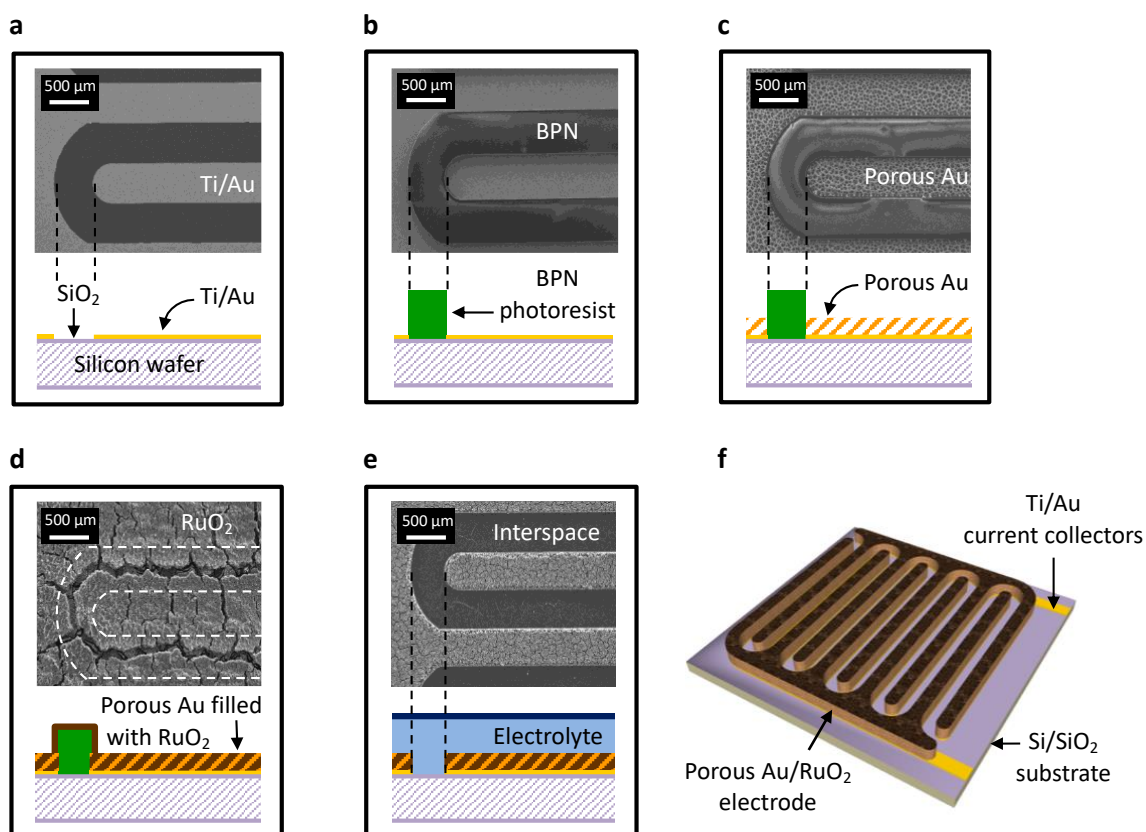 a
500 µm
Ti/Au
SiO₂
Ti/Au
Silicon wafer
b
500 µm
BPN
BPN
photoresist
c
500 µm
Porous Au
Porous Au
d
500 µm
RuO₂
Porous Au filled
with RuO₂
e
500 µm
Interspace
Electrolyte
f
Ti/Au
current collectors
Si/SiO₂
substrate
Porous Au/RuO₂
electrode